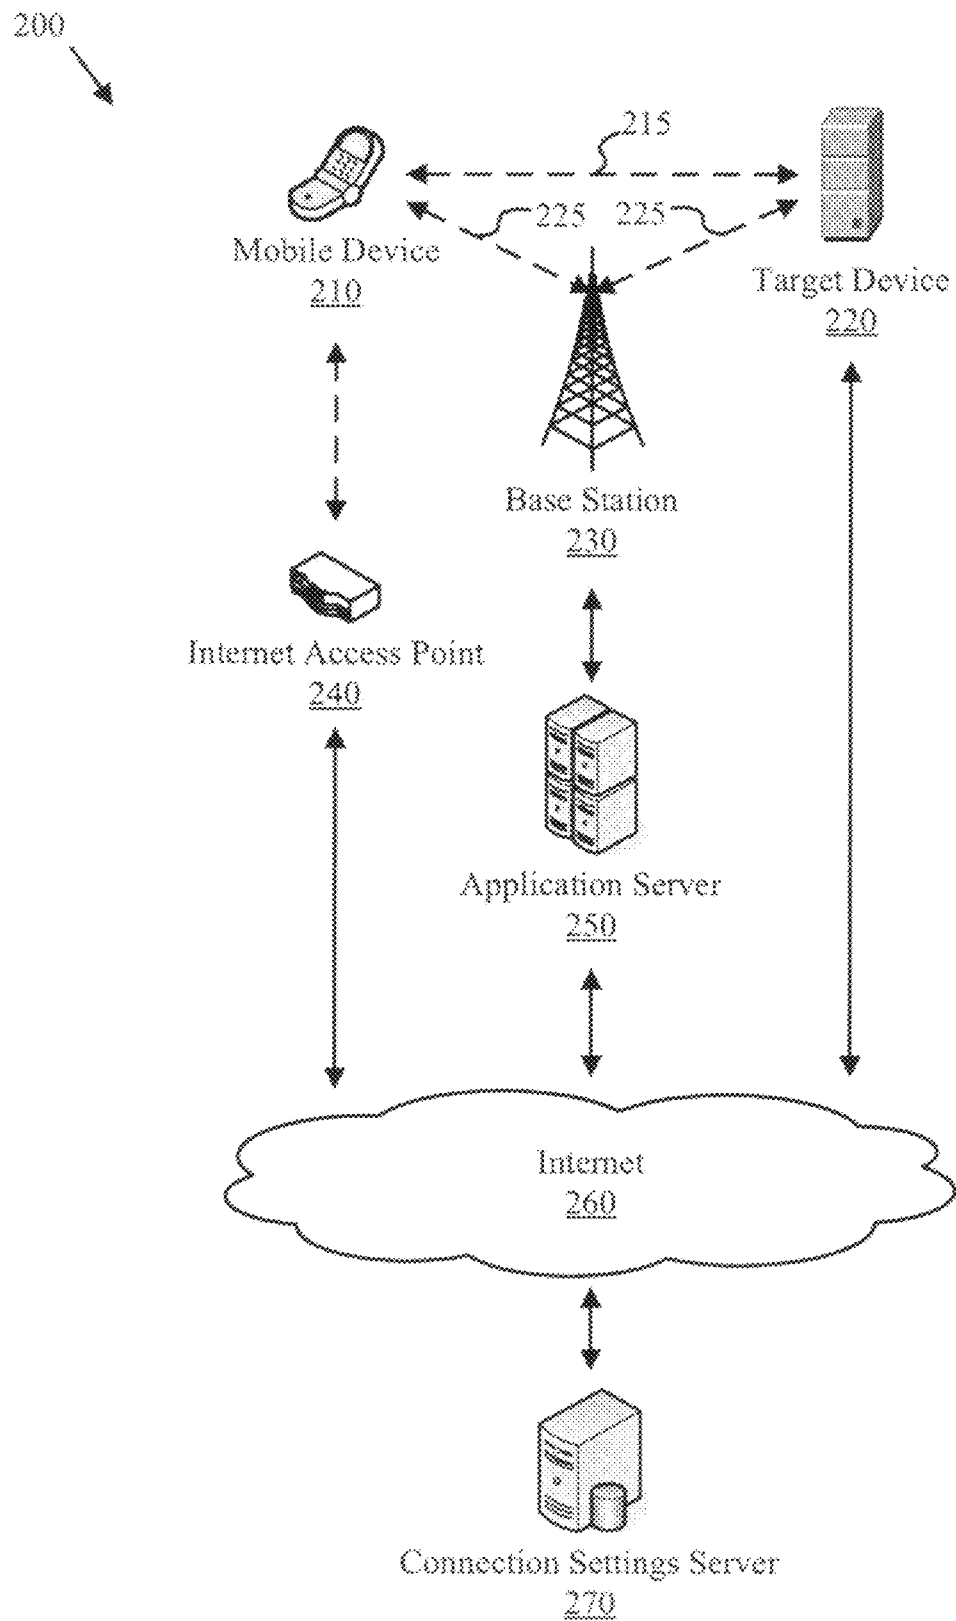 200
215
225
225
Mobile Device
210
Target Device
220
Base Station
230
Internet Access Point
240
Application Server
250
Internet
260
Connection Settings Server
270